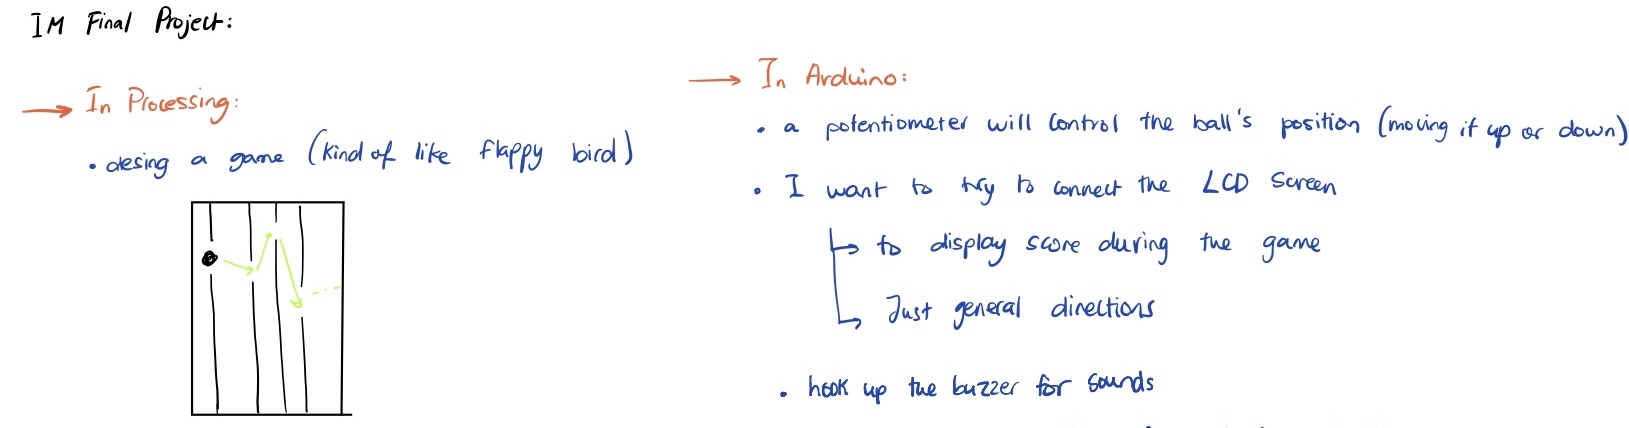 IM Final Project:
→ In Processing:
• desing a game (kind of like flappy bird)
→ In Arduino:
• a potentiometer will control the ball's position (moving it up or down)
• I want to try to connect the LCD screen
↳ to display score during the game
↳ Just general directions
• hook up the buzzer for sounds